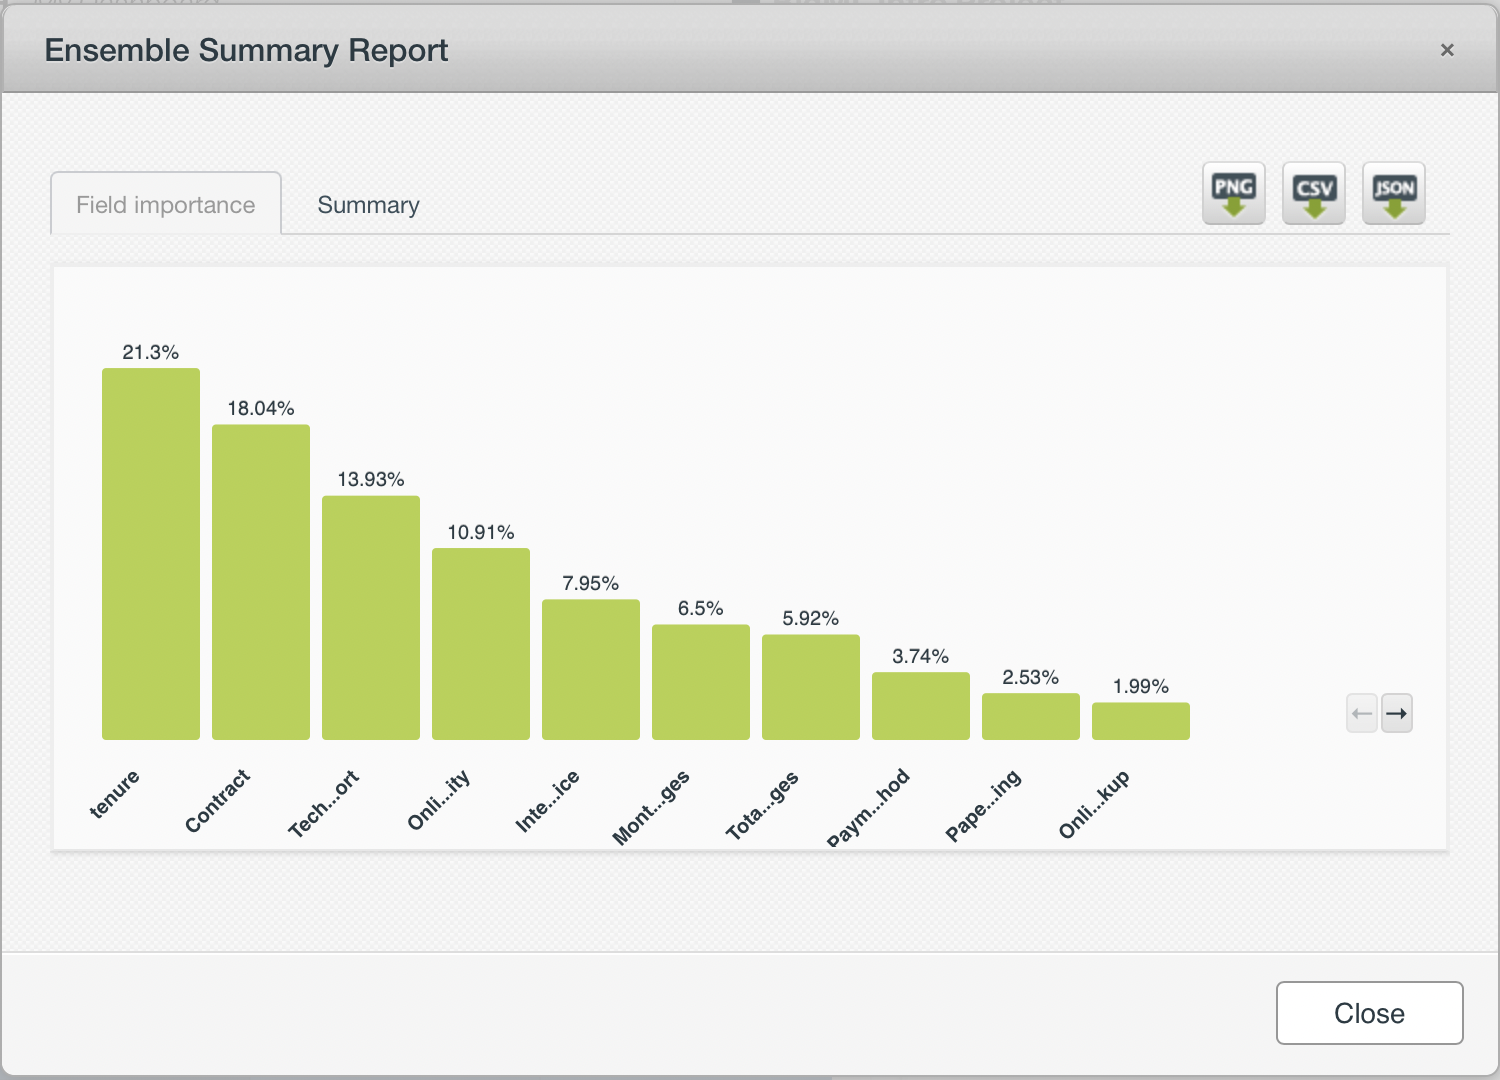 Ensemble Summary Report
×
Field importance
Summary
PNG
CSV
JSON
21.3%
18.04%
13.93%
10.91%
7.95%
6.5%
5.92%
3.74%
2.53%
1.99%
tenure
Contract
Tech...ort
Onli...ity
Inte...ice
Mont...ges
Tota...ges
Paym...hod
Pape...ing
Onli...kup
← →
Close